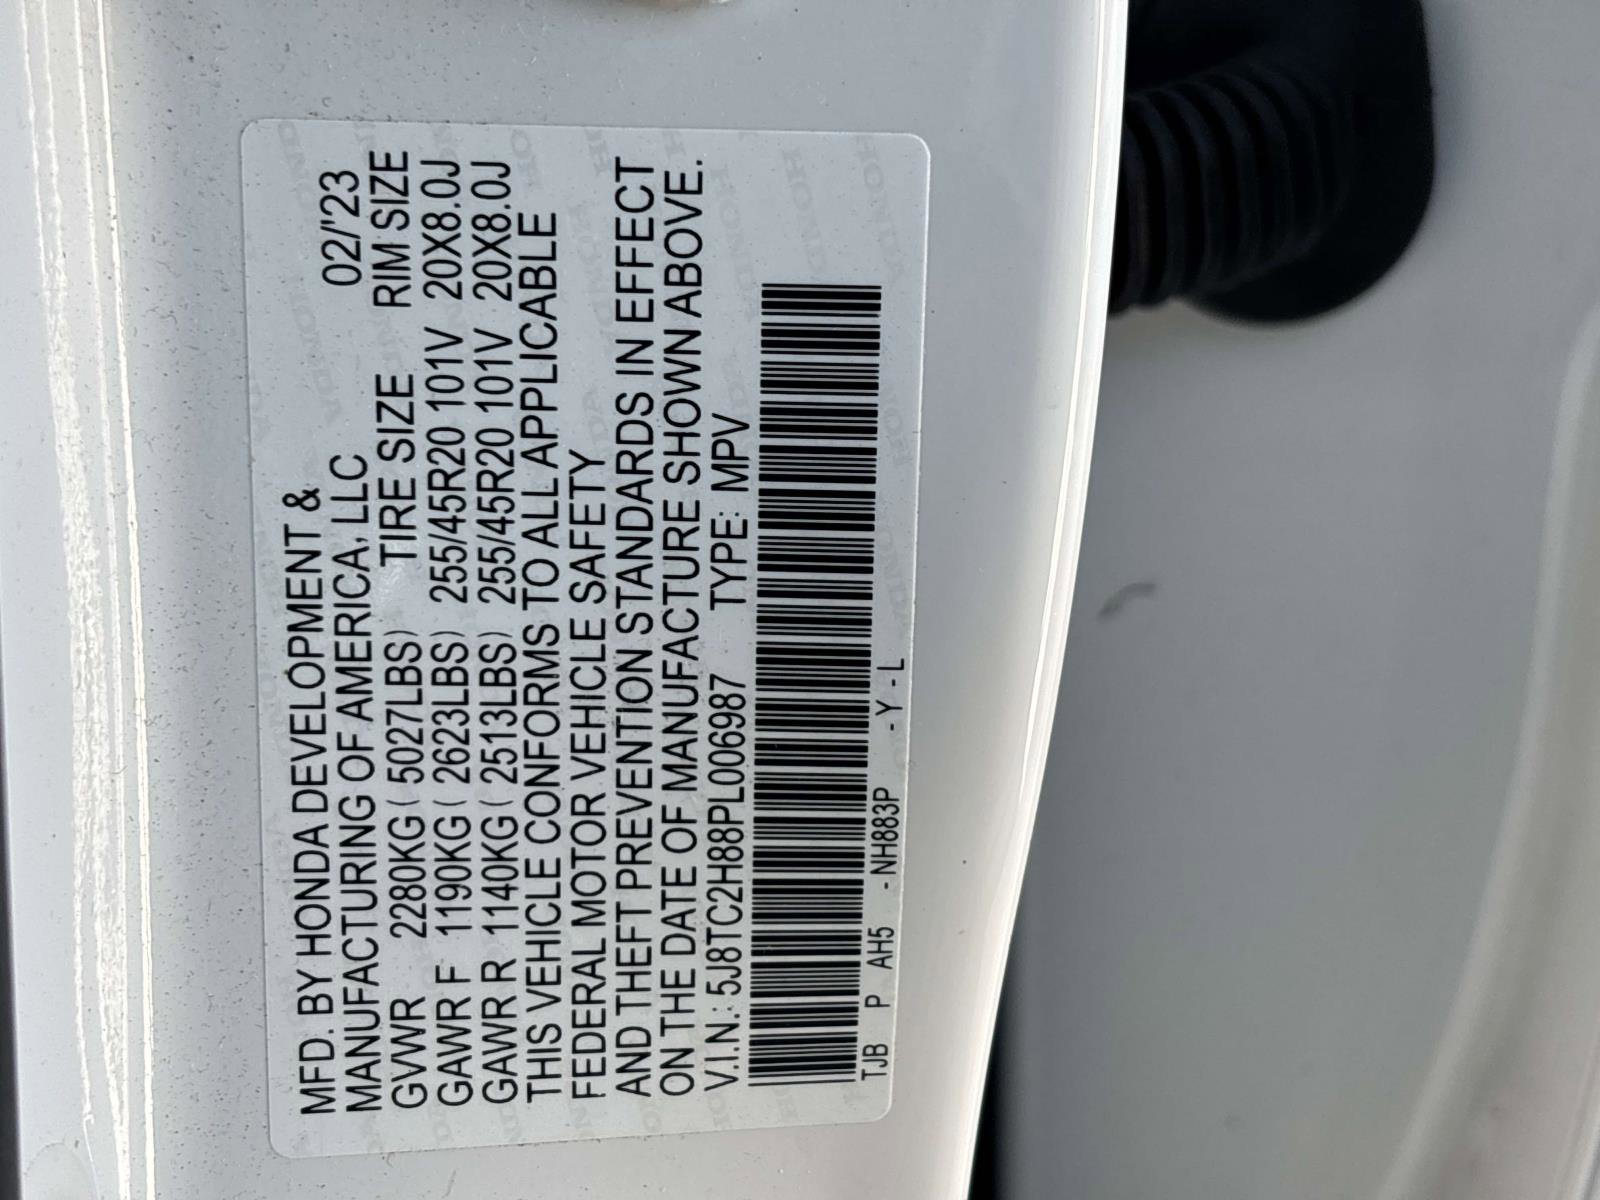 MFD. BY HONDA DEVELOPMENT &
MANUFACTURING OF AMERICA, LLC 02/'23
GVWR 2280KG ( 5027LBS) TIRE SIZE RIM SIZE
GAWR F 1190KG ( 2623LBS) 255/45R20 101V 20X8.0J
GAWR R 1140KG ( 2513LBS) 255/45R20 101V 20X8.0J
THIS VEHICLE CONFORMS TO ALL APPLICABLE
FEDERAL MOTOR VEHICLE SAFETY
AND THEFT PREVENTION STANDARDS IN EFFECT
ON THE DATE OF MANUFACTURE SHOWN ABOVE.
V.I.N.: 5J8TC2H88PL006987 TYPE: MPV
TJB P AH5 - NH883P - Y - L